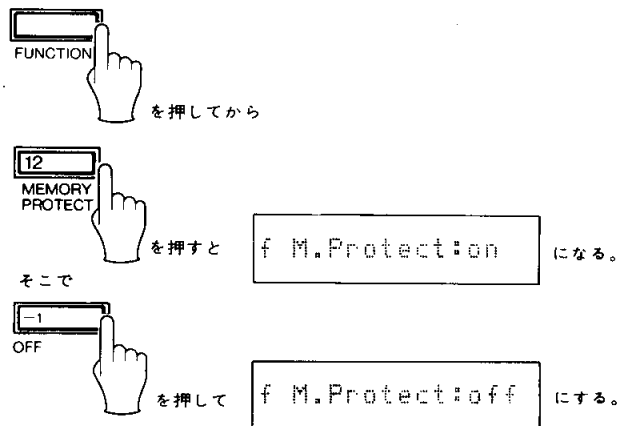 FUNCTION
を押してから
12
MEMORY
PROTECT
を押すと
f M.Protect:on
になる。
そこで
−1
OFF
を押して
f M.Protect:off
にする。